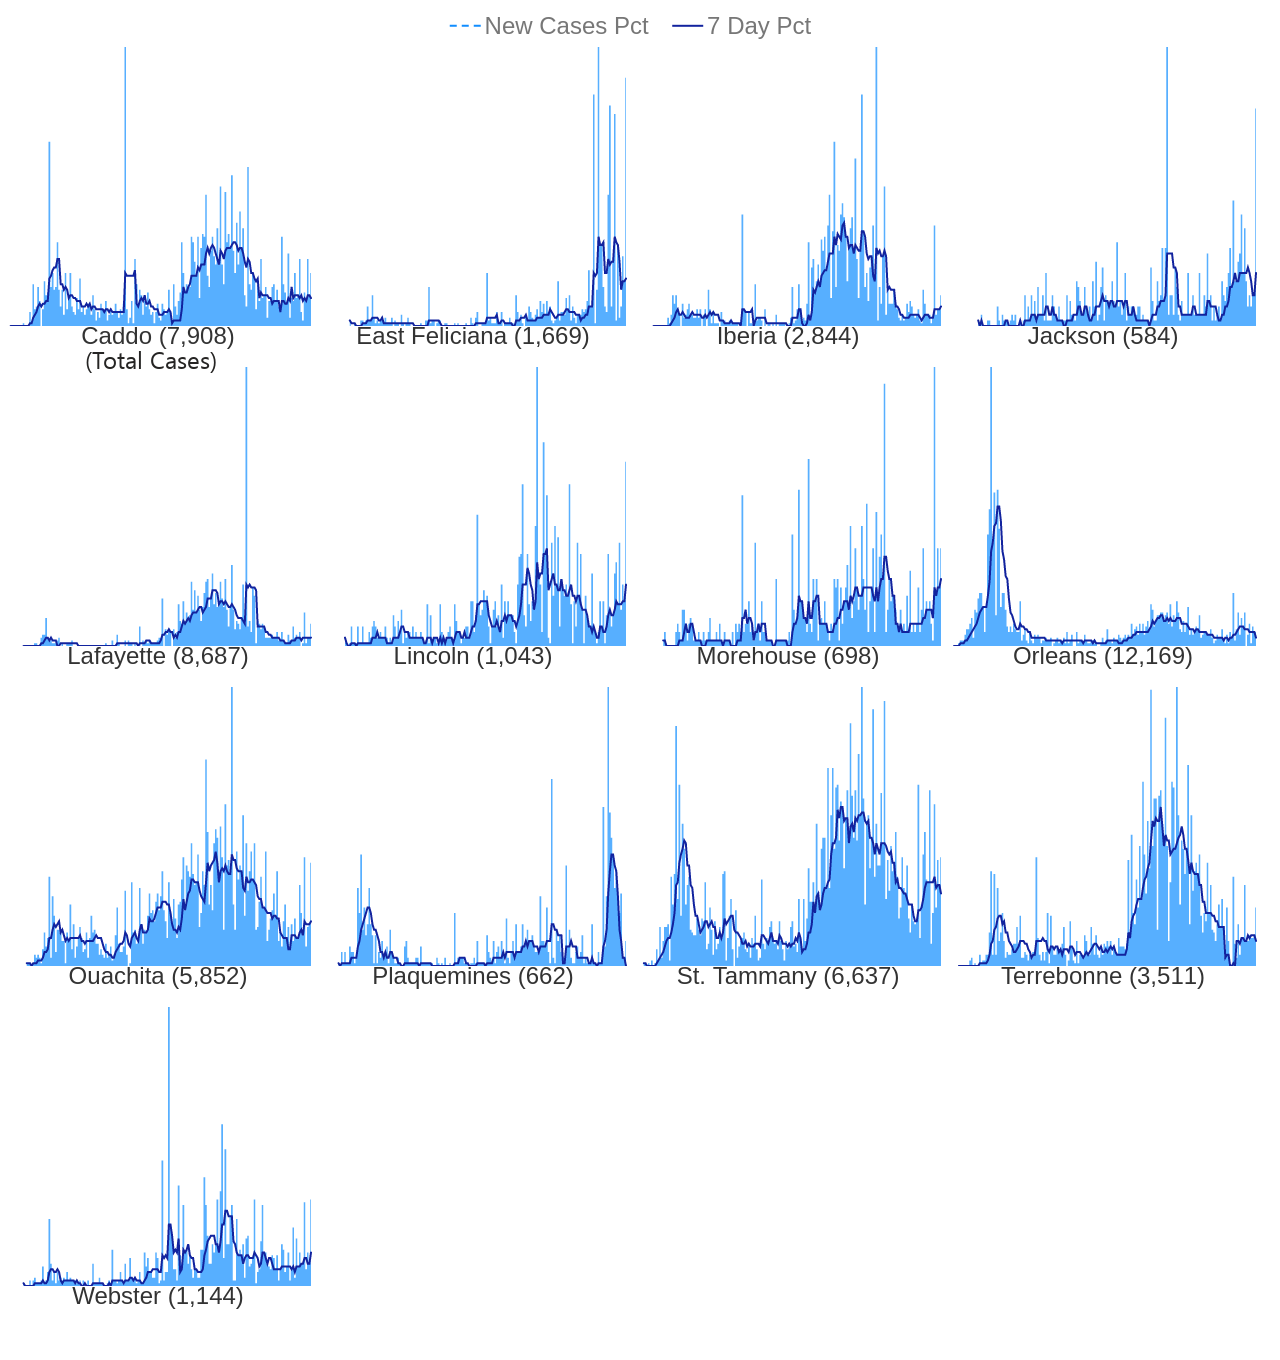 New Cases Pct 7 Day Pct
Caddo (7,908) East Feliciana (1,669) Iberia (2,844) Jackson (584)
(Total Cases)
Lafayette (8,687) Lincoln (1,043) Morehouse (698) Orleans (12,169)
Ouachita (5,852) Plaquemines (662) St. Tammany (6,637) Terrebonne (3,511)
Webster (1,144)